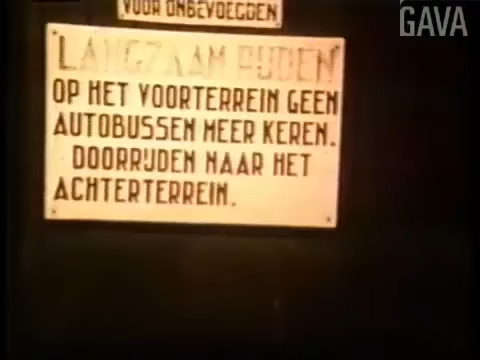 VOOR ONBEVOEGDEN
GAVA
"LANGZAAM RIJDEN"
OP HET VOORTERREIN GEEN
AUTOBUSSEN MEER KEREN.
DOORRIJDEN NAAR HET
ACHTERTERREIN.